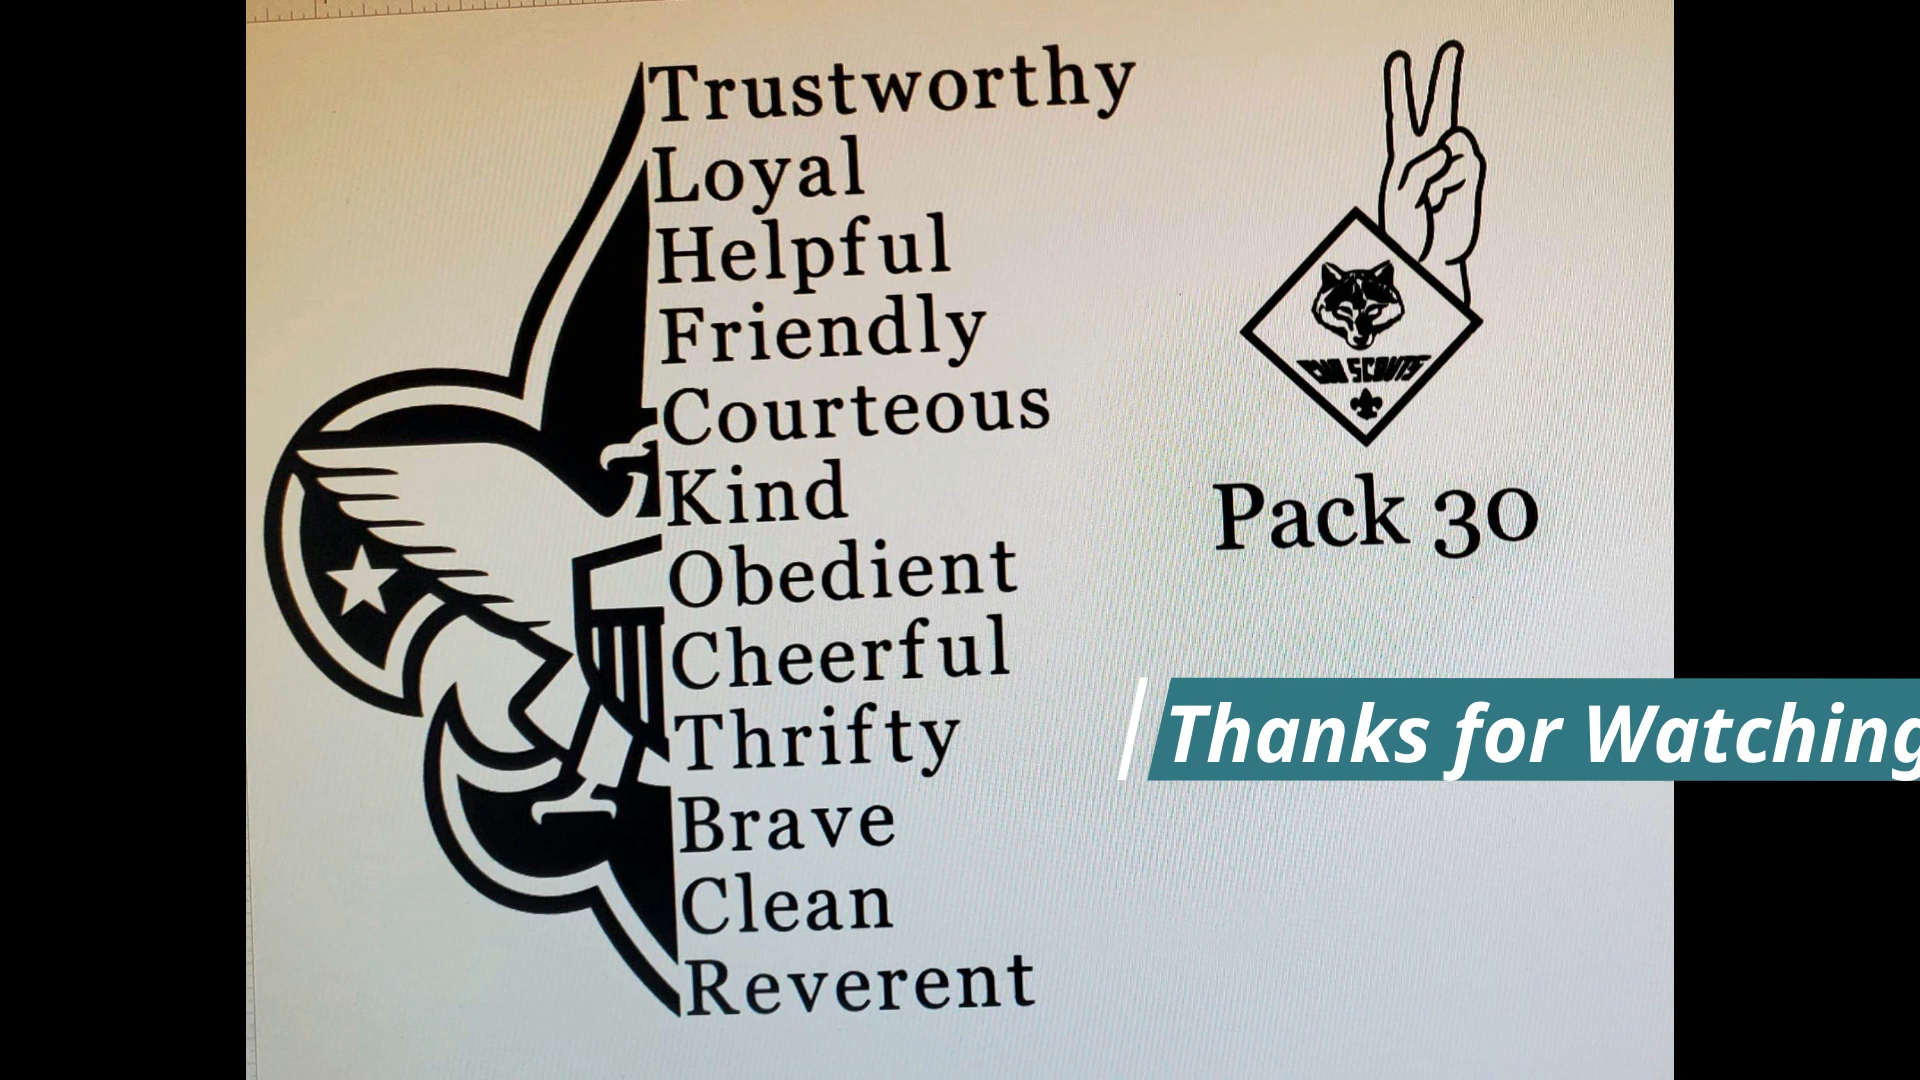 Trustworthy
Loyal
Helpful
Friendly
Courteous
Kind
Obedient
Cheerful
Thrifty
Brave
Clean
Reverent
CUB SCOUTS
Pack 30
Thanks for Watching